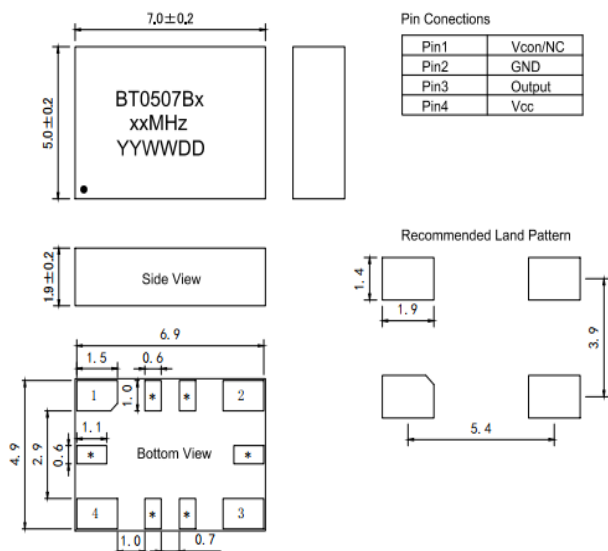 7.0±0.2
5.0±0.2
BT0507Bx
xxMHz
YYWWDD
Pin Conections
Pin1 Vcon/NC
Pin2 GND
Pin3 Output
Pin4 Vcc
1.9±0.2
Side View
Recommended Land Pattern
1.4
1.9
3.9
5.4
6.9
1.5 0.6
1 * * 2
1.0
1.1
4.9
2.9
0.6
* Bottom View *
4 * * 3
1.0 0.7